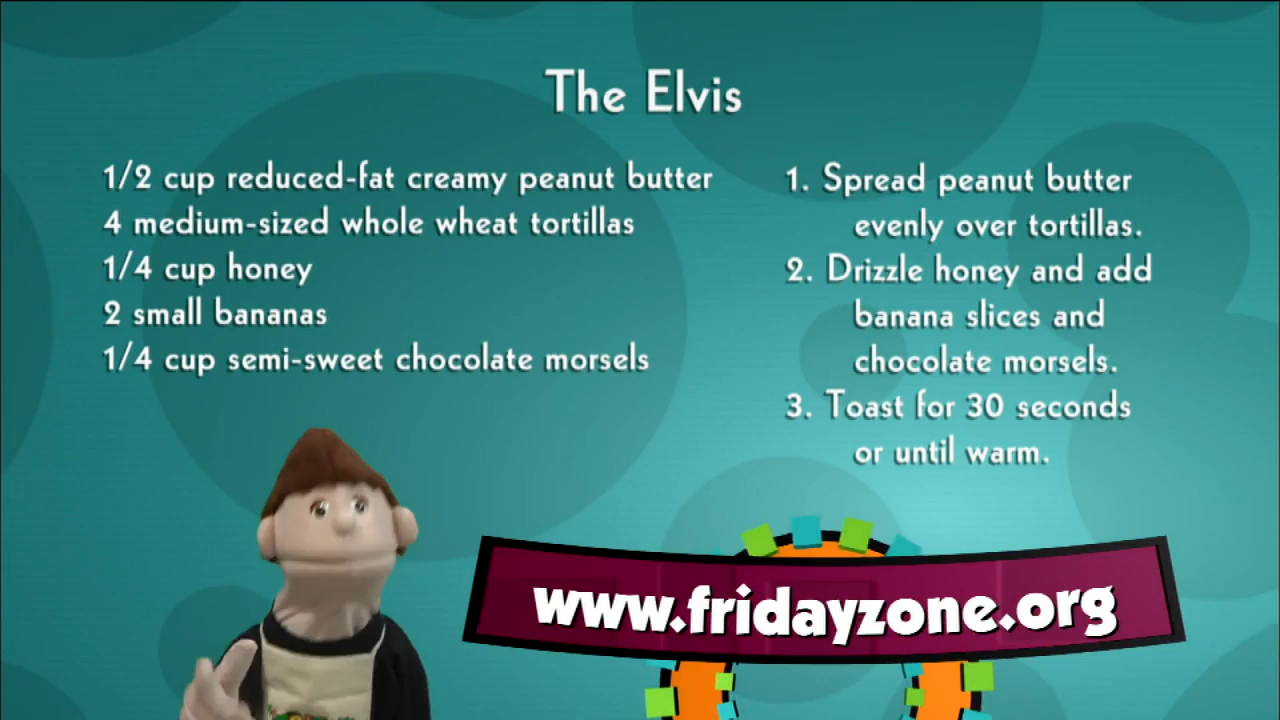 The Elvis
1/2 cup reduced-fat creamy peanut butter
4 medium-sized whole wheat tortillas
1/4 cup honey
2 small bananas
1/4 cup semi-sweet chocolate morsels
1. Spread peanut butter
evenly over tortillas.
2. Drizzle honey and add
banana slices and
chocolate morsels.
3. Toast for 30 seconds
or until warm.
www.fridayzone.org